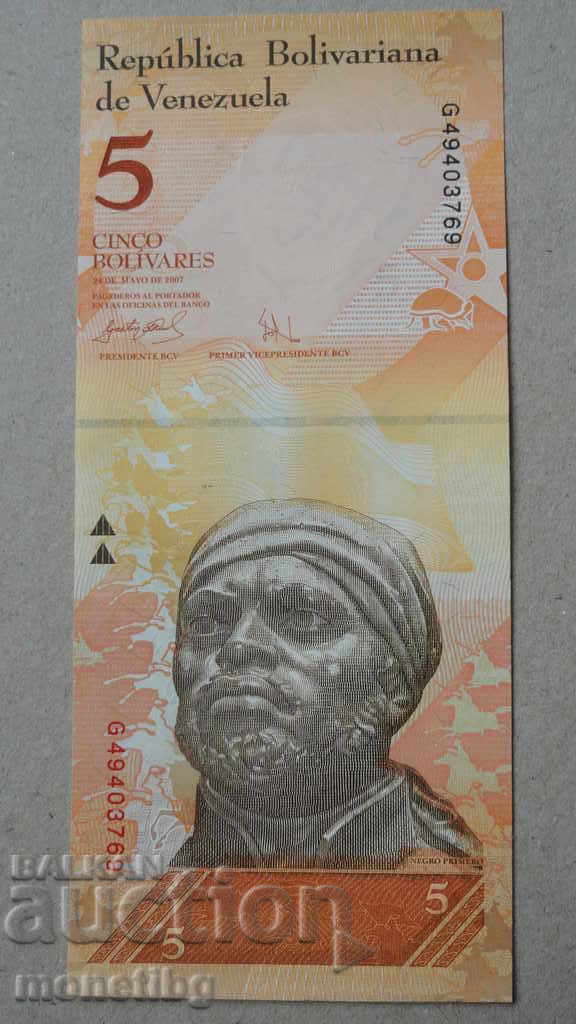 República Bolivariana
de Venezuela
5
CINCO
BOLÍVARES
24 DE MAYO DE 2007
PAGADEROS AL PORTADOR
EN LAS OFICINAS DEL BANCO
PRESIDENTE BCV
PRIMER VICEPRESIDENTE BCV
G49403769
G49403769
NEGRO PRIMERO
5
5
BALKAN
auction
monetibg